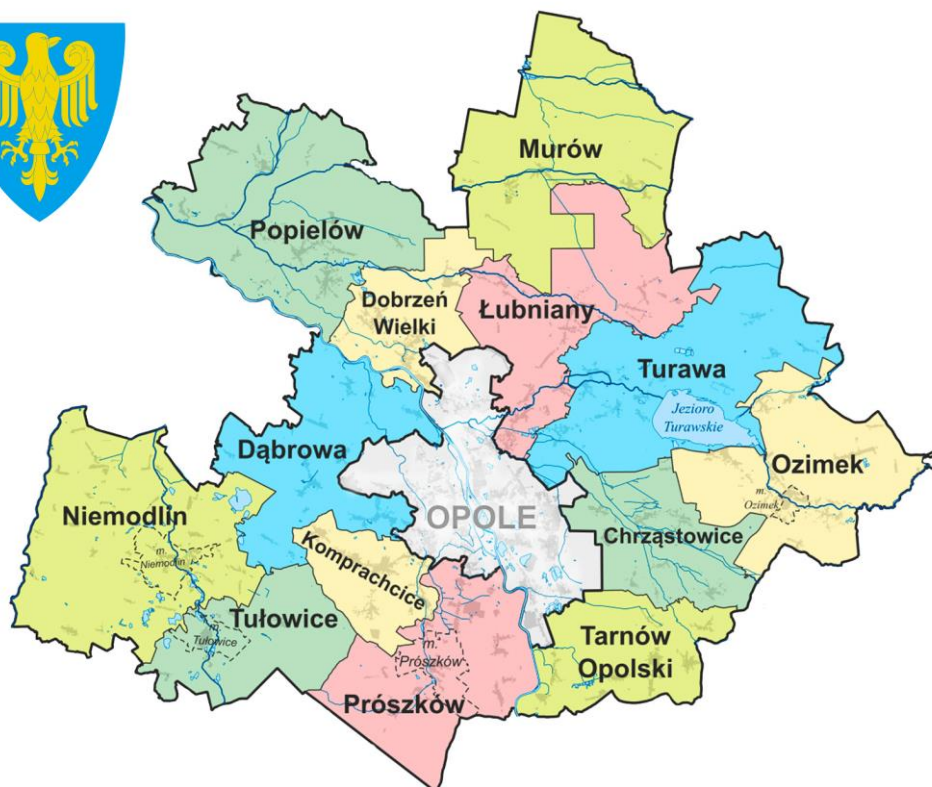 Murów
Popielów
Dobrzeń
Wielki
Łubniany
Turawa
Jezioro
Turawskie
Dąbrowa
Ozimek
m.
Ozimek
Niemodlin
m.
Niemodlin
OPOLE
Chrząstowice
Komprachcice
Tułowice
m.
Tułowice
Tarnów
Opolski
m.
Prószków
Prószków